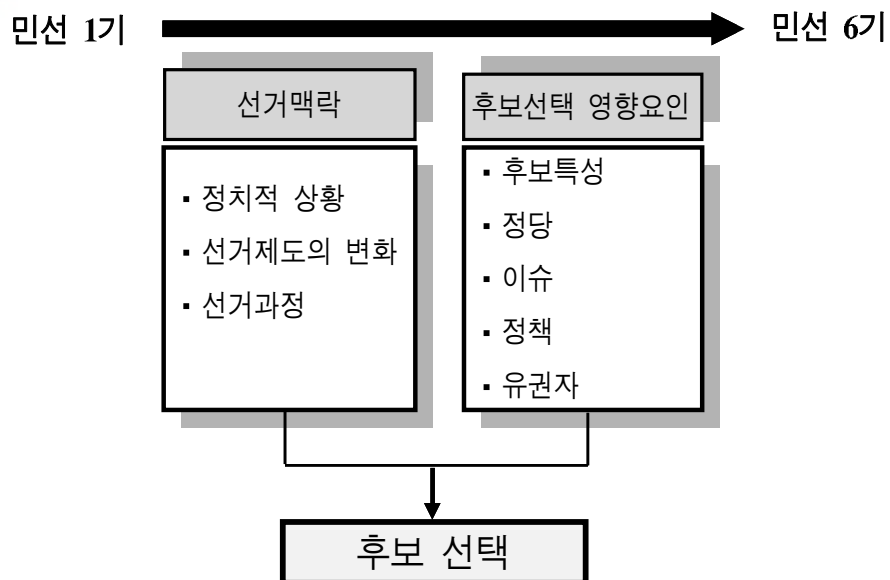 민선 1기
민선 6기
선거맥락
▪ 정치적 상황
▪ 선거제도의 변화
▪ 선거과정
후보선택 영향요인
▪ 후보특성
▪ 정당
▪ 이슈
▪ 정책
▪ 유권자
후보 선택